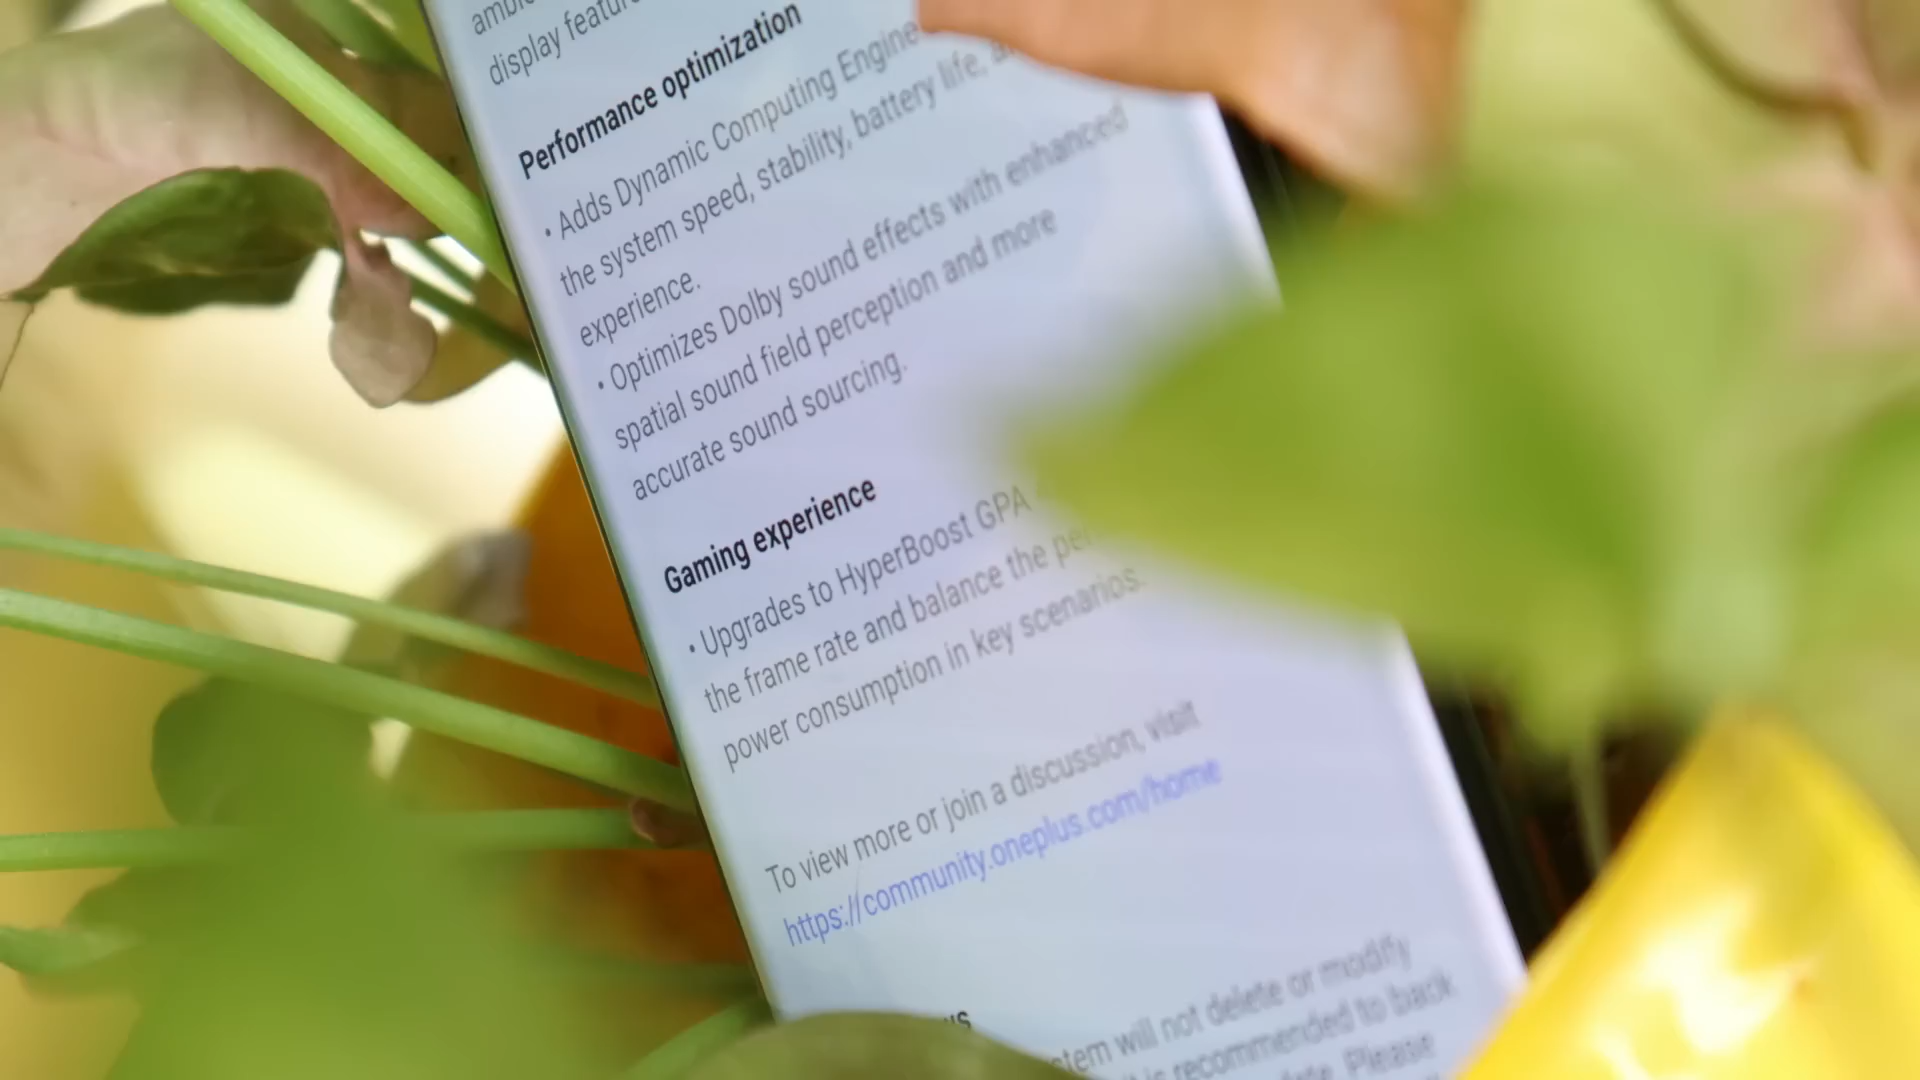 display
Performance optimization
• Adds Dynamic Computing Engine
the system speed, stability, battery life,
experience.
• Optimizes Dolby sound effects with enhanced
spatial sound field perception and more
accurate sound sourcing.
Gaming experience
• Upgrades to HyperBoost GPA
the frame rate and balance the
power consumption in key scenarios.
To view more or join a discussion, visit
https://community.oneplus.com/home
will not delete or modify
is recommended to back
Please